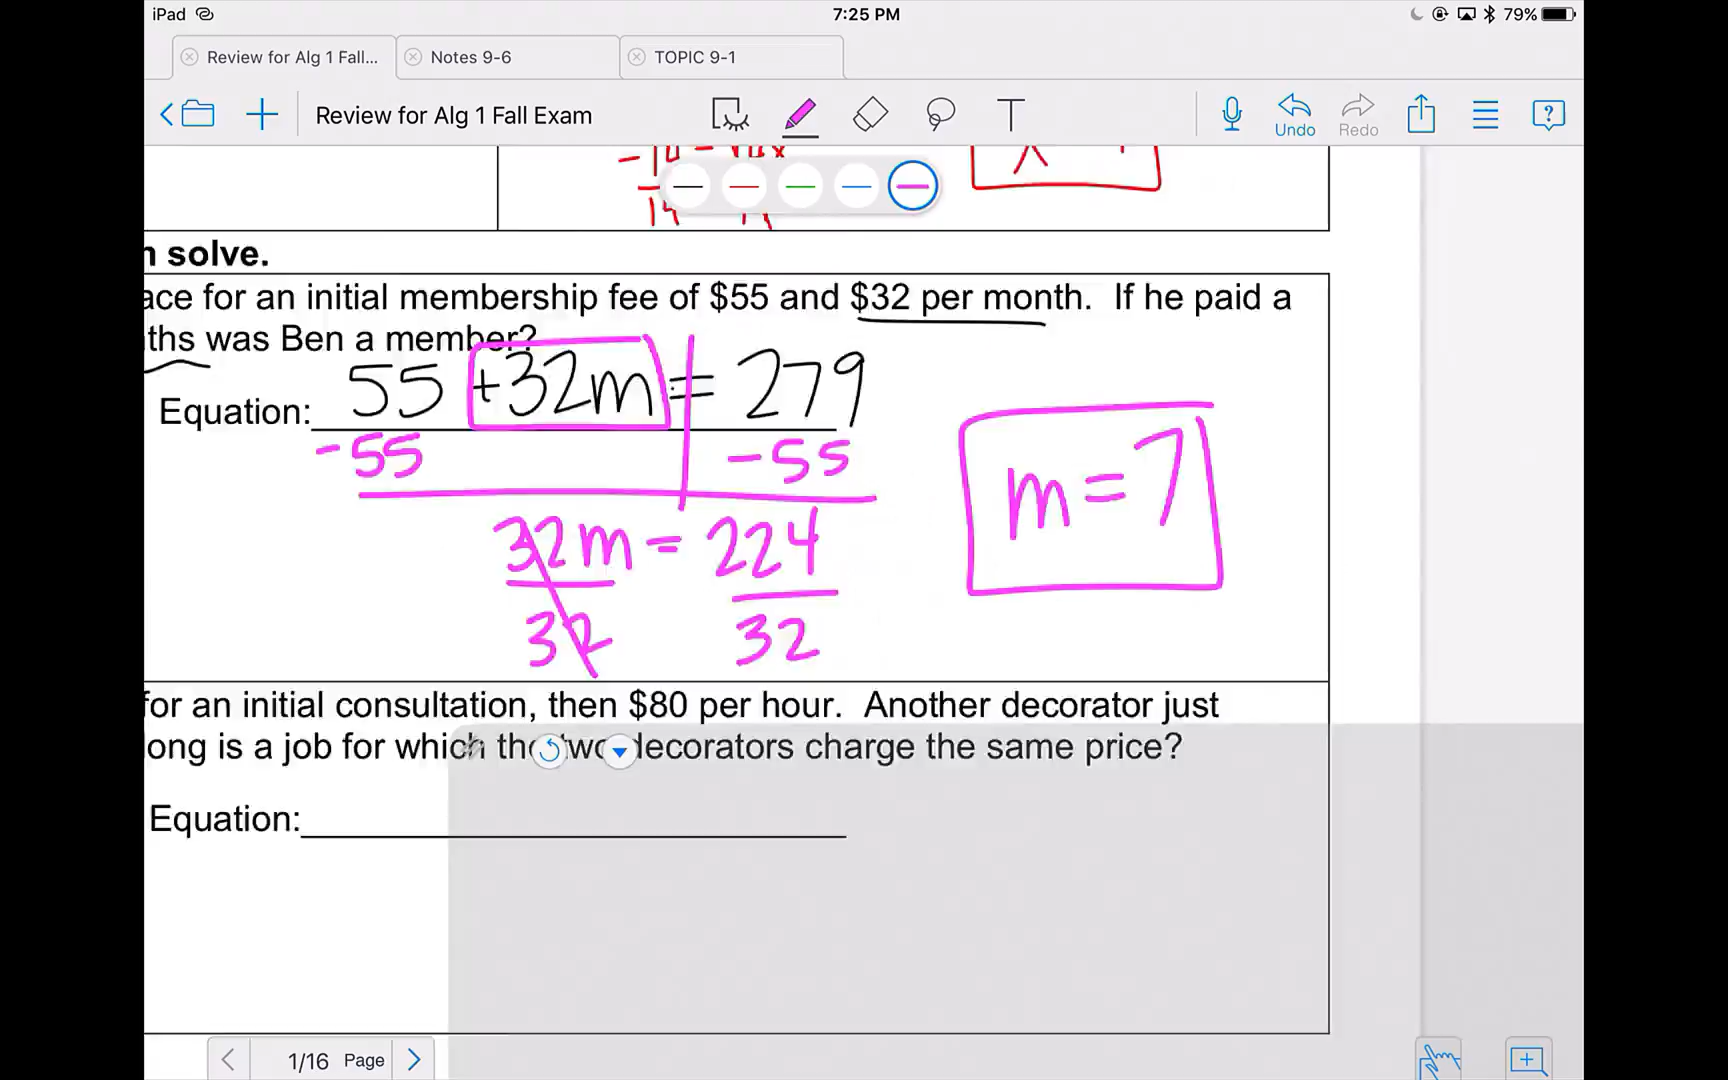 iPad 7:25 PM 79%
Review for Alg 1 Fall... Notes 9-6 TOPIC 9-1
Review for Alg 1 Fall Exam T Undo Redo
n solve.
ace for an initial membership fee of $55 and $32 per month. If he paid a
ths was Ben a member?
Equation: 55 +32m = 279
-55 -55
32m = 224
32 32
m = 7
for an initial consultation, then $80 per hour. Another decorator just
long is a job for which the two decorators charge the same price?
Equation:
1/16 Page